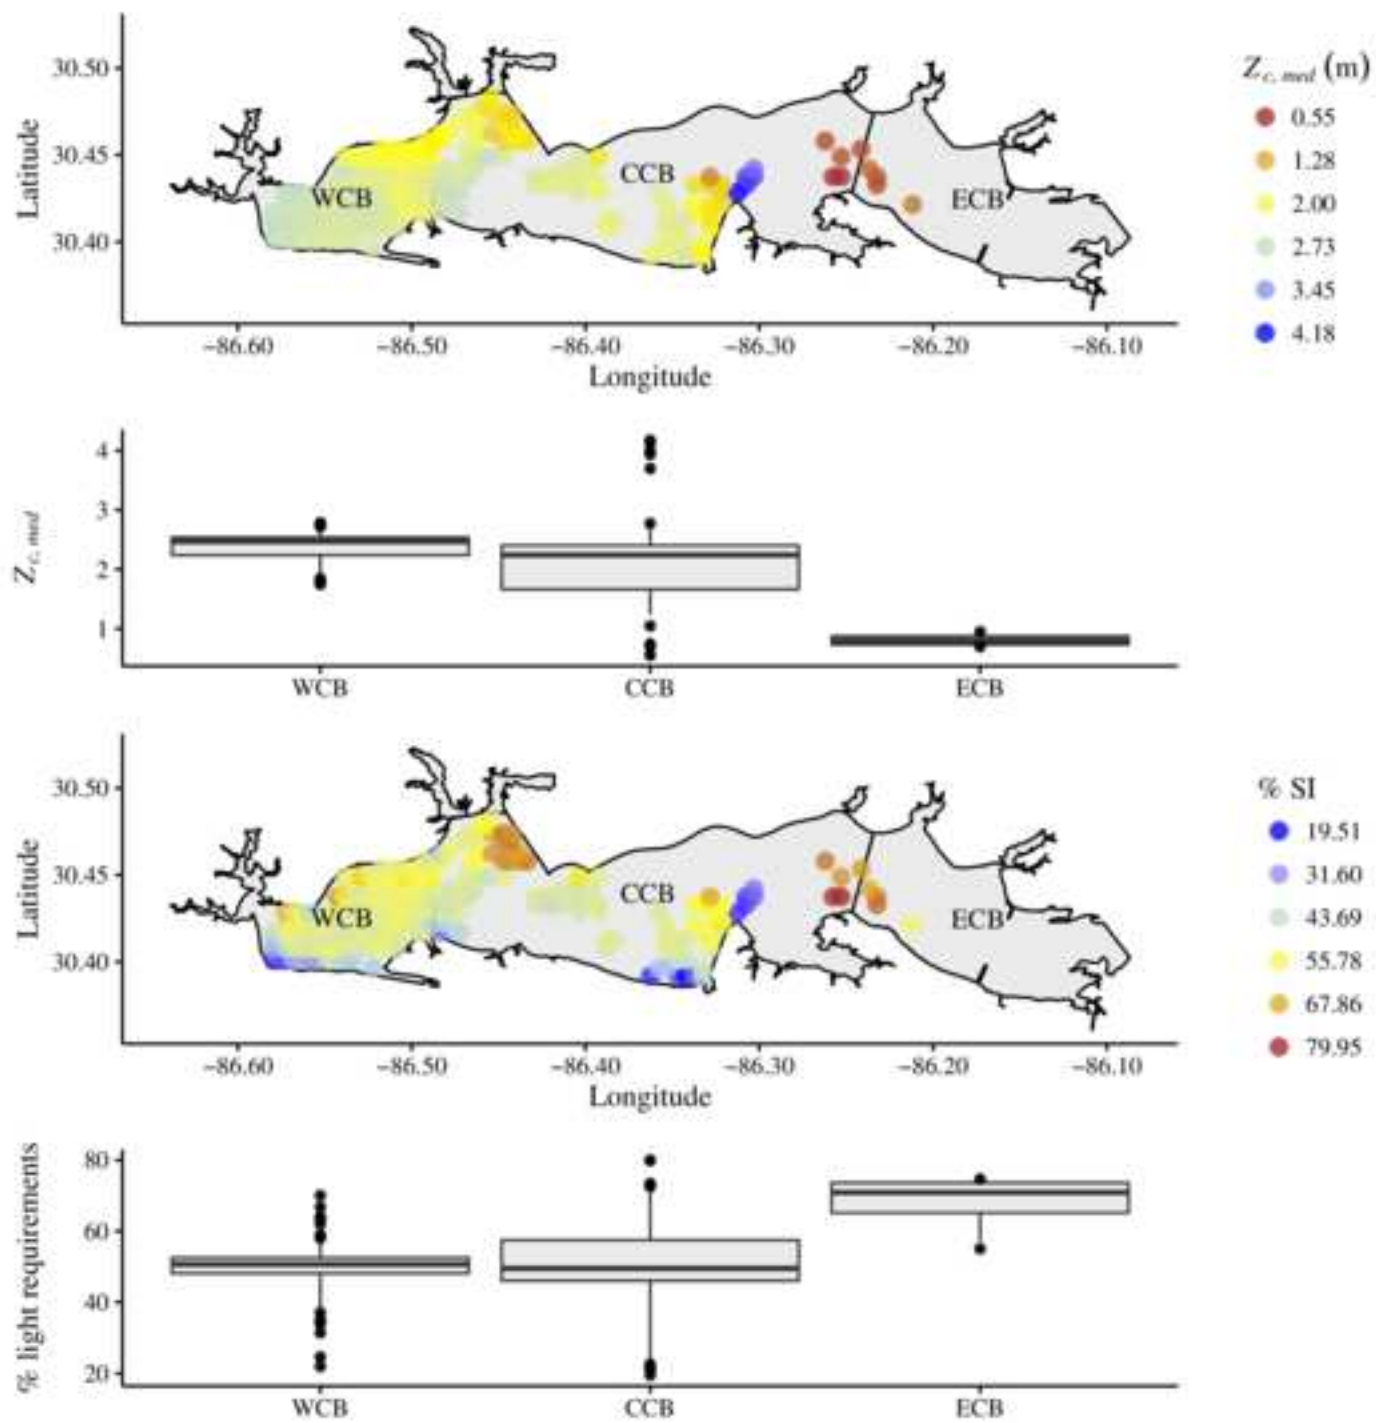 Z c, med (m)
0.55
1.28
2.00
2.73
3.45
4.18
Latitude
30.50
30.45
30.40
WCB
CCB
ECB
−86.60
−86.50
−86.40
−86.30
−86.20
−86.10
Longitude
Z c, med
4
3
2
1
WCB
CCB
ECB
% SI
19.51
31.60
43.69
55.78
67.86
79.95
Latitude
30.50
30.45
30.40
WCB
CCB
ECB
−86.60
−86.50
−86.40
−86.30
−86.20
−86.10
Longitude
% light requirements
80
60
40
20
WCB
CCB
ECB